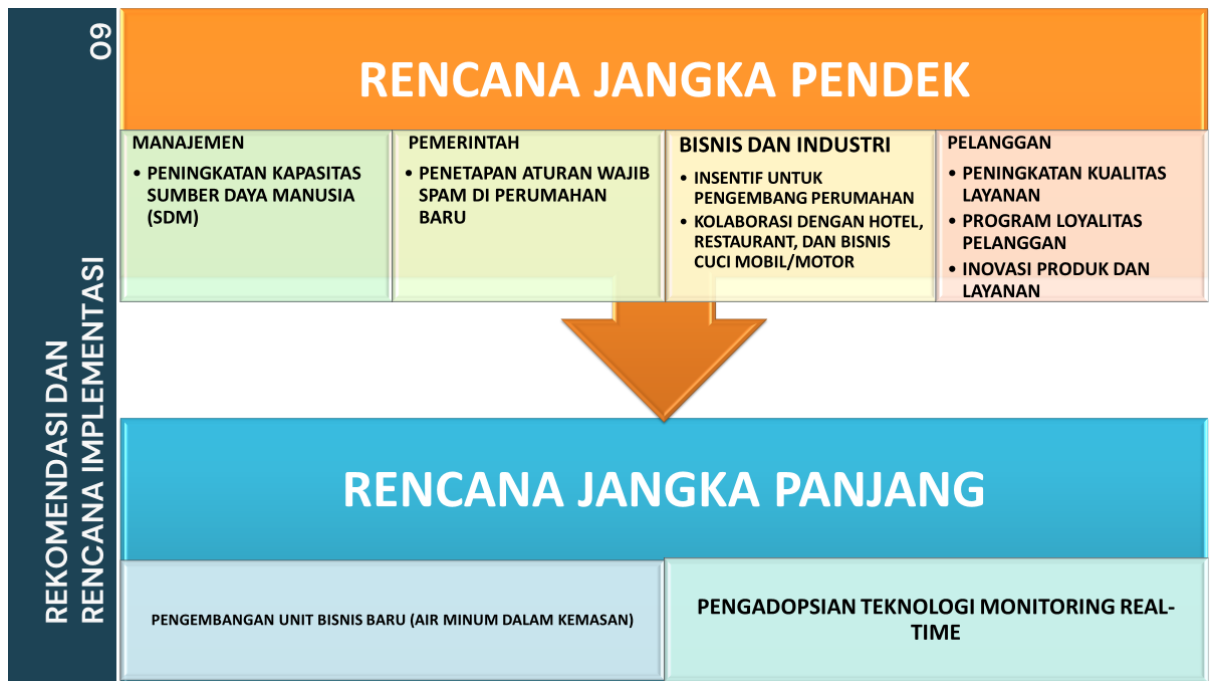 09
REKOMENDASI DAN
RENCANA IMPLEMENTASI
RENCANA JANGKA PENDEK
MANAJEMEN
• PENINGKATAN KAPASITAS
SUMBER DAYA MANUSIA
(SDM)
PEMERINTAH
• PENETAPAN ATURAN WAJIB
SPAM DI PERUMAHAN
BARU
BISNIS DAN INDUSTRI
• INSENTIF UNTUK
PENGEMBANG PERUMAHAN
• KOLABORASI DENGAN HOTEL,
RESTAURANT, DAN BISNIS
CUCI MOBIL/MOTOR
PELANGGAN
• PENINGKATAN KUALITAS
LAYANAN
• PROGRAM LOYALITAS
PELANGGAN
• INOVASI PRODUK DAN
LAYANAN
RENCANA JANGKA PANJANG
PENGEMBANGAN UNIT BISNIS BARU (AIR MINUM DALAM KEMASAN)
PENGADOPSIAN TEKNOLOGI MONITORING REAL-
TIME